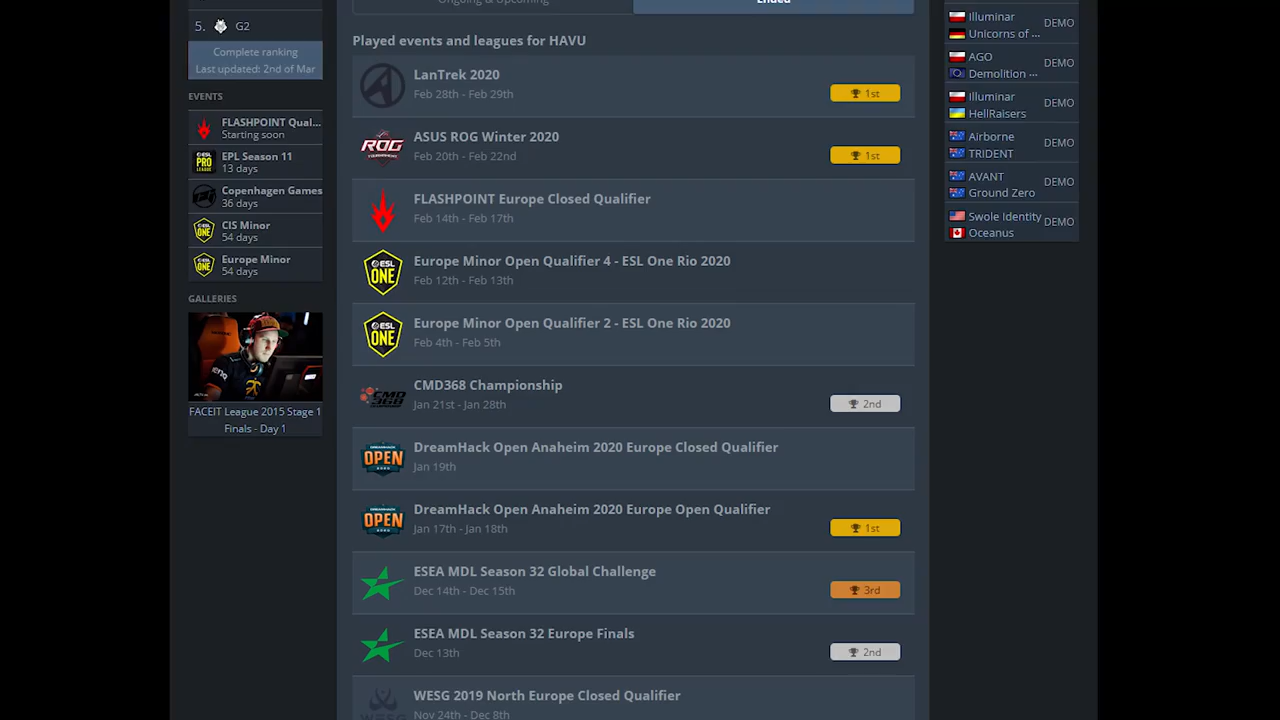 5. G2
Complete ranking
Last updated: 2nd of Mar
EVENTS
FLASHPOINT Qual...
Starting soon
EPL Season 11
13 days
Copenhagen Games
36 days
CIS Minor
54 days
Europe Minor
54 days
GALLERIES
FACEIT League 2015 Stage 1
Finals - Day 1
Ongoing & Upcoming
Ended
Played events and leagues for HAVU
LanTrek 2020
Feb 28th - Feb 29th
1st
ASUS ROG Winter 2020
Feb 20th - Feb 22nd
1st
FLASHPOINT Europe Closed Qualifier
Feb 14th - Feb 17th
Europe Minor Open Qualifier 4 - ESL One Rio 2020
Feb 12th - Feb 13th
Europe Minor Open Qualifier 2 - ESL One Rio 2020
Feb 4th - Feb 5th
CMD368 Championship
Jan 21st - Jan 28th
2nd
DreamHack Open Anaheim 2020 Europe Closed Qualifier
Jan 19th
DreamHack Open Anaheim 2020 Europe Open Qualifier
Jan 17th - Jan 18th
1st
ESEA MDL Season 32 Global Challenge
Dec 14th - Dec 15th
3rd
ESEA MDL Season 32 Europe Finals
Dec 13th
2nd
WESG 2019 North Europe Closed Qualifier
Nov 24th - Dec 8th
Illuminar
Unicorns of ...
DEMO
AGO
Demolition ...
DEMO
Illuminar
HellRaisers
DEMO
Airborne
TRIDENT
DEMO
AVANT
Ground Zero
DEMO
Swole Identity
Oceanus
DEMO